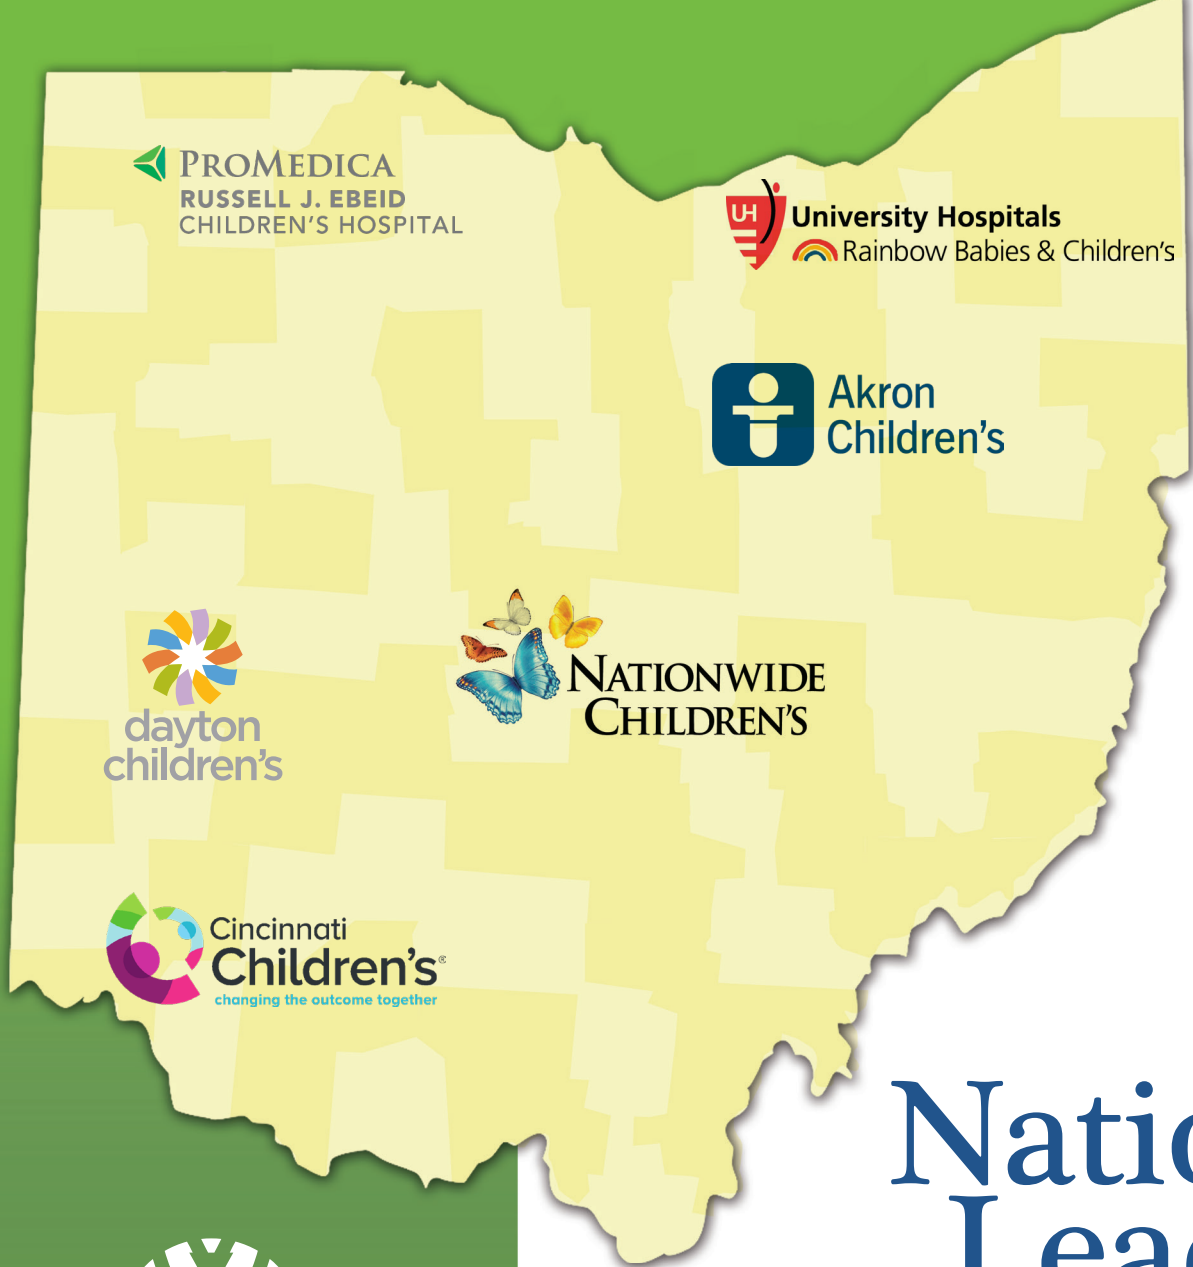 PROMEDICA
RUSSELL J. EBEID
CHILDREN'S HOSPITAL
UH
University Hospitals
Rainbow Babies & Children's
Akron
Children's
NATIONWIDE
CHILDREN'S
dayton
children's
Cincinnati
Children's®
changing the outcome together
Natio
Lead